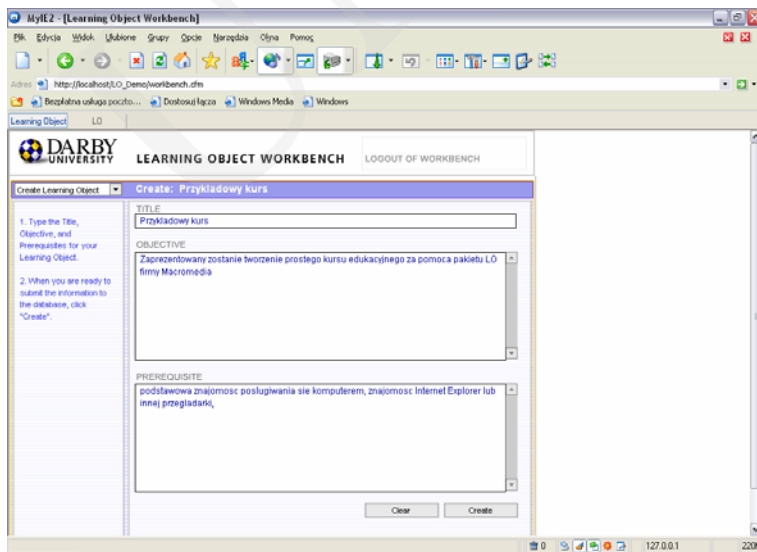 MyIE2 - [Learning Object Workbench]
Plik Edycja Widok Ulubione Grupy Opcje Narzędzia Okna Pomoc
Adres http://localhost/LO_Demo/workbench.cfm
Bezpłatna usługa poczto... Dostosuj łącza Windows Media Windows
Learning Object LO
DARBY
UNIVERSITY
LEARNING OBJECT WORKBENCH LOGOUT OF WORKBENCH
Create Learning Object Create: Przykladowy kurs
1. Type the Title,
Objective, and
Prerequisites for your
Learning Object.
2. When you are ready to
submit the information to
the database, click
"Create".
TITLE
Przykladowy kurs
OBJECTIVE
Zaprezentowany zostanie tworzenie prostego kursu edukacyjnego za pomoca pakietu LO
firmy Macromedia
PREREQUISITE
podstawowa znajomosc poslugiwania sie komputerem, znajomosc Internet Explorer lub
innej przegladarki,
Clear Create
0 127.0.0.1